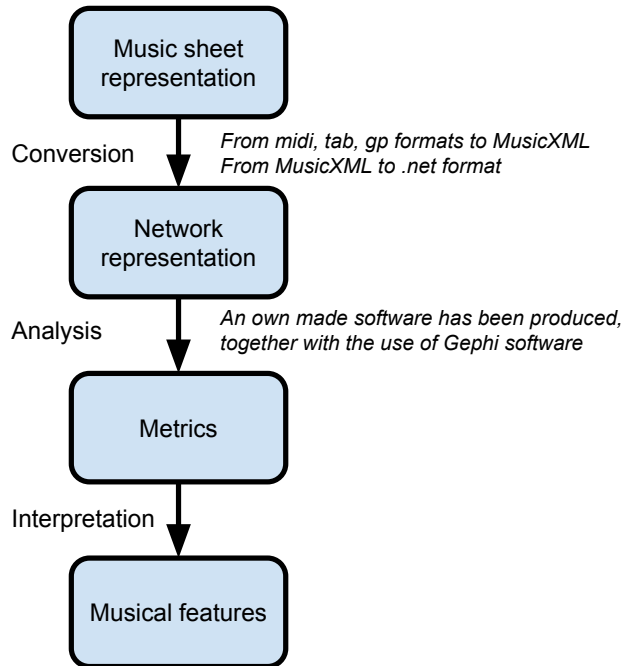 Music sheet
representation
Conversion
From midi, tab, gp formats to MusicXML
From MusicXML to .net format
Network
representation
Analysis
An own made software has been produced,
together with the use of Gephi software
Metrics
Interpretation
Musical features